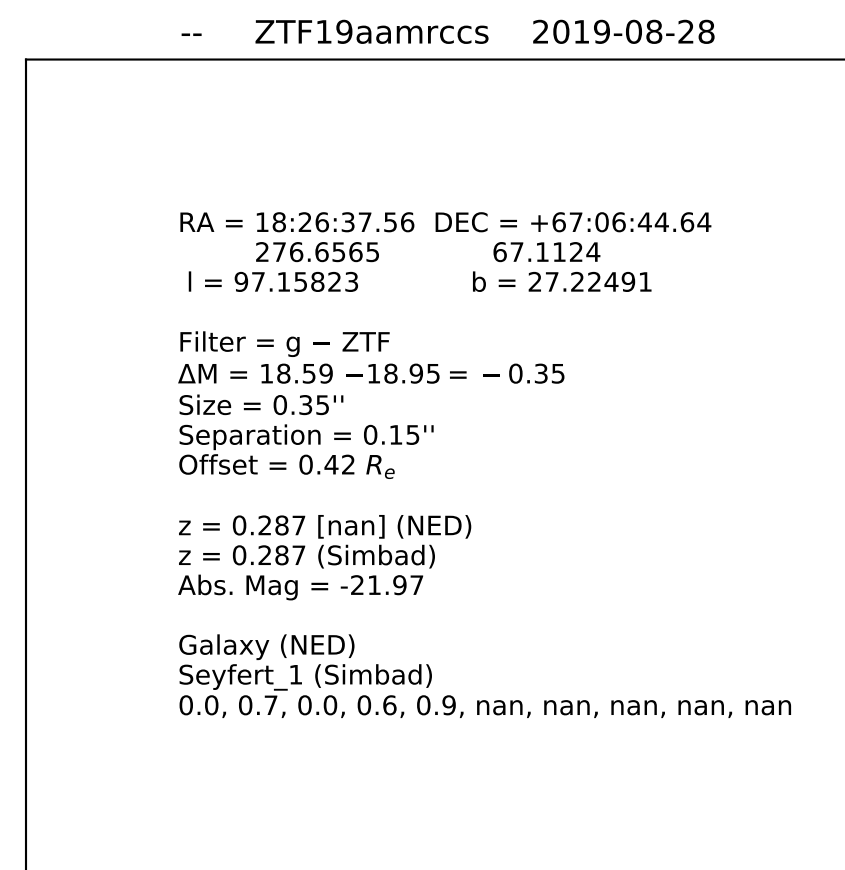 --   ZTF19aamrccs   2019-08-28
RA = 18:26:37.56  DEC = +67:06:44.64
276.6565   67.1124
l = 97.15823   b = 27.22491
Filter = g − ZTF
ΔM = 18.59 −18.95 = − 0.35
Size = 0.35''
Separation = 0.15''
Offset = 0.42 Re
z = 0.287 [nan] (NED)
z = 0.287 (Simbad)
Abs. Mag = -21.97
Galaxy (NED)
Seyfert_1 (Simbad)
0.0, 0.7, 0.0, 0.6, 0.9, nan, nan, nan, nan, nan